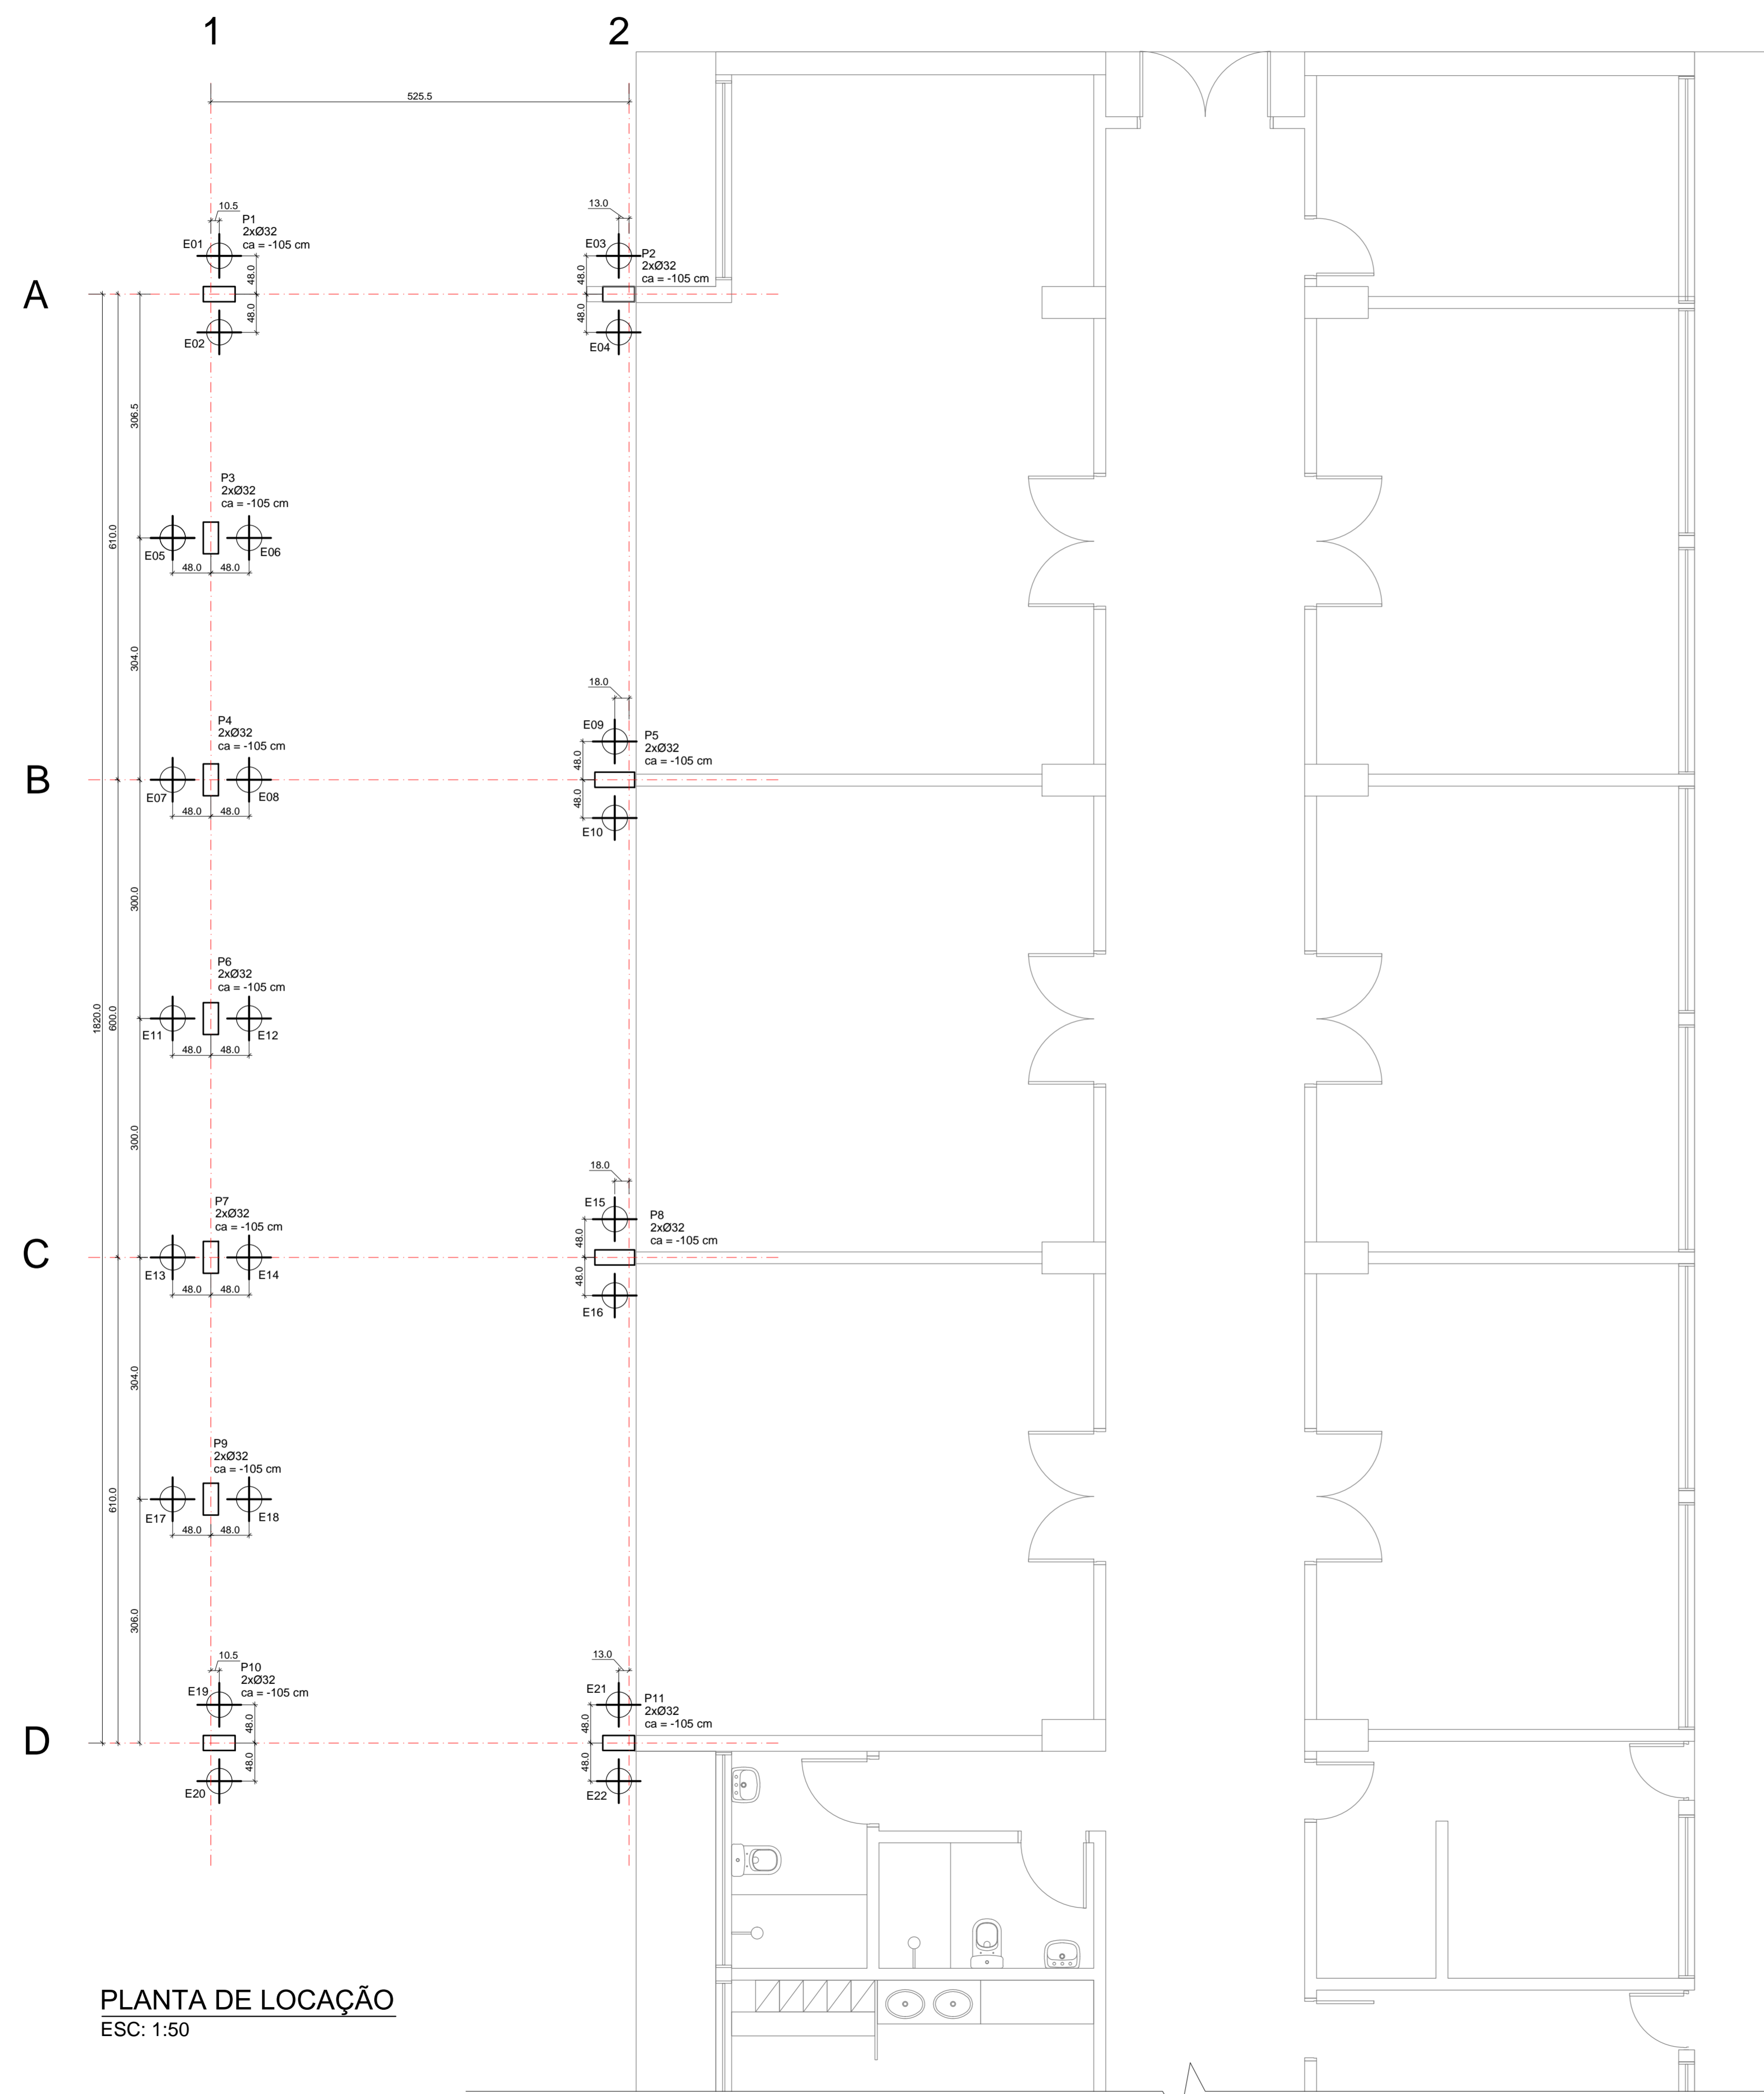 1
2
525.5
10.5
P1
2xØ32
ca = -105 cm
E01
48.0
48.0
E02
13.0
E03
P2
2xØ32
ca = -105 cm
48.0
48.0
E04
A
306.5
P3
2xØ32
ca = -105 cm
610.0
E05
E06
48.0
48.0
304.0
18.0
P4
2xØ32
ca = -105 cm
E09
P5
2xØ32
ca = -105 cm
48.0
B
E07
E08
48.0
48.0
48.0
E10
300.0
P6
2xØ32
ca = -105 cm
1820.0
600.0
E11
E12
48.0
48.0
300.0
18.0
P7
2xØ32
ca = -105 cm
E15
P8
2xØ32
ca = -105 cm
48.0
C
E13
E14
48.0
48.0
48.0
E16
304.0
P9
2xØ32
ca = -105 cm
610.0
E17
E18
48.0
48.0
306.0
10.5
P10
2xØ32
ca = -105 cm
E19
48.0
48.0
E20
13.0
E21
P11
2xØ32
ca = -105 cm
48.0
48.0
E22
D
PLANTA DE LOCAÇÃO
ESC: 1:50